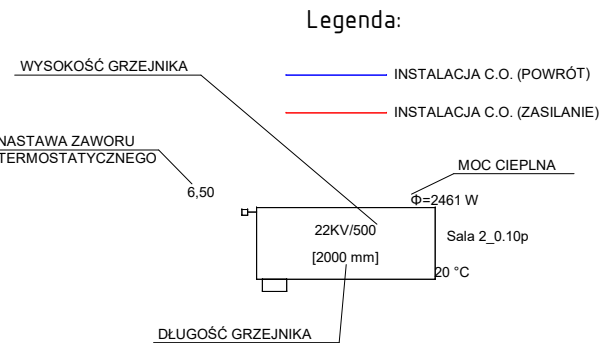 Legenda:
WYSOKOŚĆ GRZEJNIKA
INSTALACJA C.O. (POWRÓT)
INSTALACJA C.O. (ZASILANIE)
NASTAWA ZAWORU
TERMOSTATYCZNEGO
MOC CIEPLNA
6,50
Φ=2461 W
22KV/500
Sala 2_0.10p
[2000 mm]
20 °C
DŁUGOŚĆ GRZEJNIKA